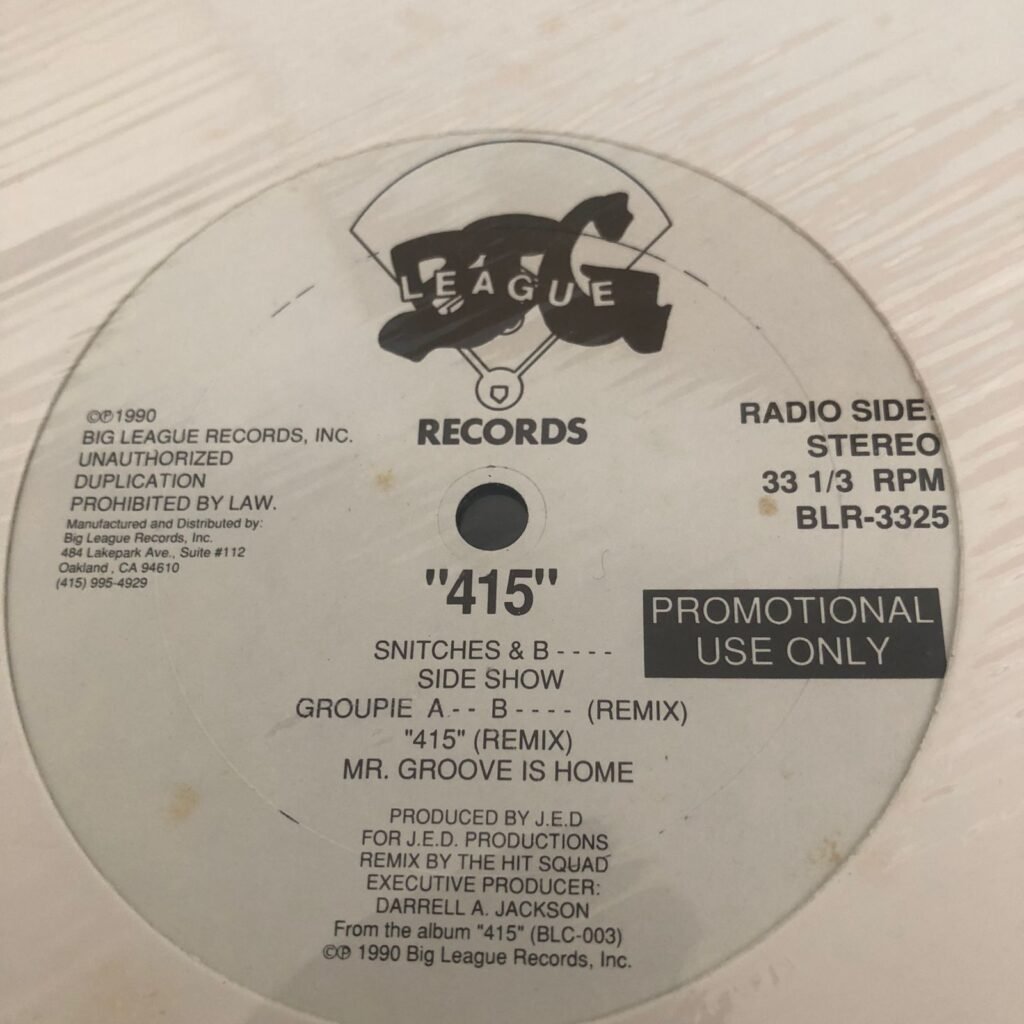 BIG
LEAGUE
RECORDS
©℗1990
BIG LEAGUE RECORDS, INC.
UNAUTHORIZED
DUPLICATION
PROHIBITED BY LAW.
Manufactured and Distributed by:
Big League Records, Inc.
484 Lakepark Ave., Suite #112
Oakland , CA 94610
(415) 995-4929
RADIO SIDE:
STEREO
33 1/3 RPM
BLR-3325
PROMOTIONAL
USE ONLY
"415"
SNITCHES & B - - - -
SIDE SHOW
GROUPIE A - - B - - - - (REMIX)
"415" (REMIX)
MR. GROOVE IS HOME
PRODUCED BY J.E.D
FOR J.E.D. PRODUCTIONS
REMIX BY THE HIT SQUAD
EXECUTIVE PRODUCER:
DARRELL A. JACKSON
From the album "415" (BLC-003)
©℗ 1990 Big League Records, Inc.